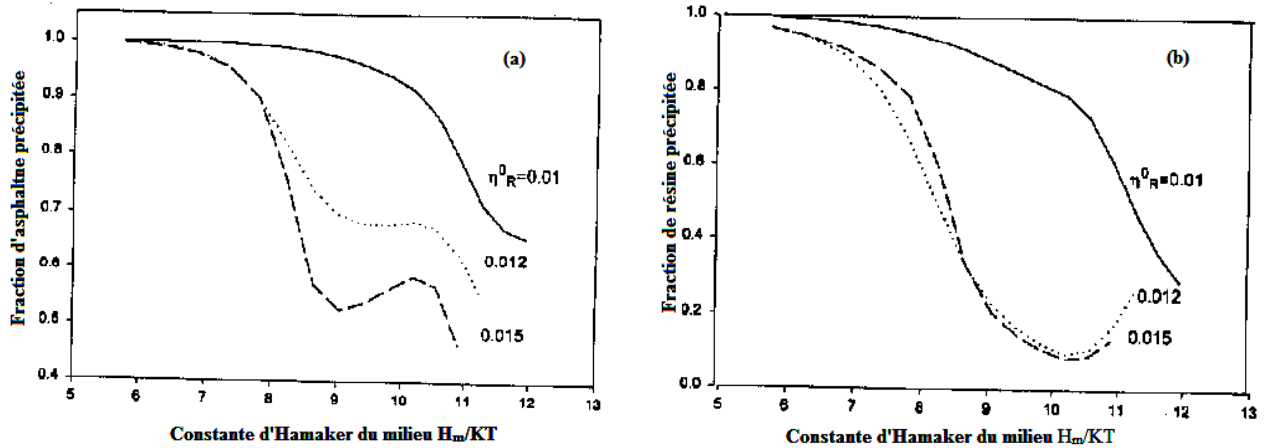 (a)
Fraction d'asphaltne précipitée
1.0
0.9
0.8
0.7
0.6
0.5
0.4
η⁰R=0.01
0.012
0.015
5 6 7 8 9 10 11 12 13
Constante d'Hamaker du milieu Hm/KT
(b)
Fraction de résine précipitée
1.0
0.8
0.6
0.4
0.2
0.0
η⁰R=0.01
0.012
0.015
5 6 7 8 9 10 11 12 13
Constante d'Hamaker du milieu Hm/KT